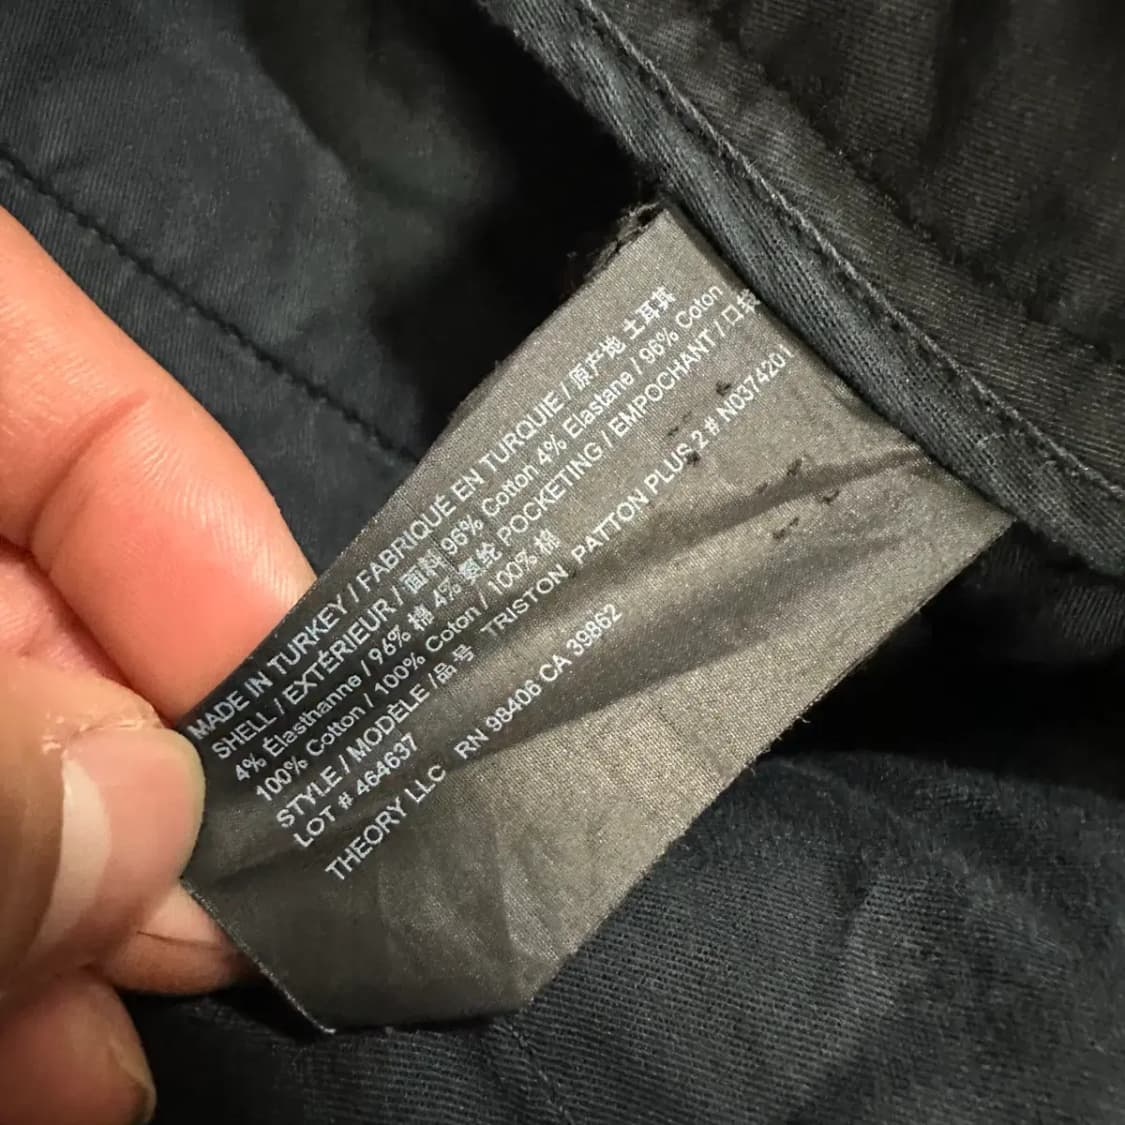 MADE IN TURKEY / FABRIQUÉ EN TURQUIE / 原产地 土耳其
SHELL / EXTÉRIEUR / 面料 96% Cotton 4% Elastane / 96% Coton
4% Élasthanne / 96% 棉 4% 氨纶 POCKETING / EMPOCHANT / 口袋
100% Cotton / 100% Coton / 100% 棉
STYLE / MODÈLE / 品号 TRISTON PATTON PLUS 2 # N0374201
LOT # 464637
THEORY LLC RN 98406 CA 39862